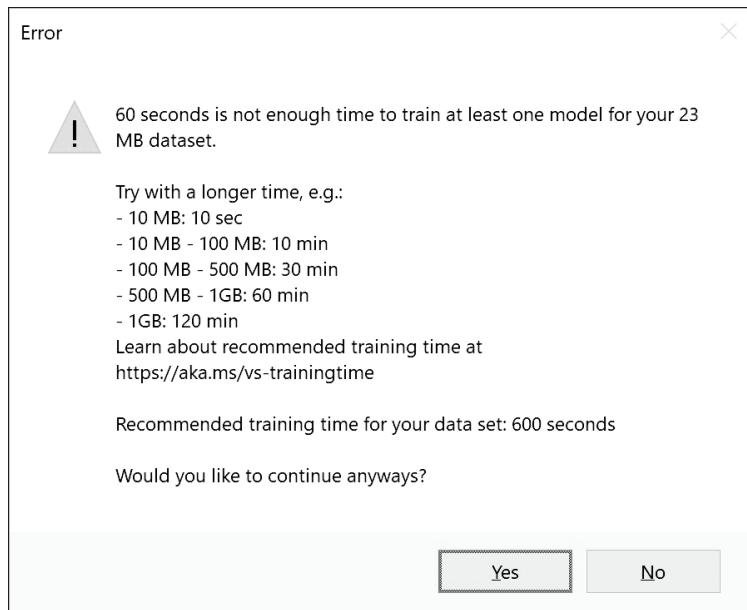 Error
60 seconds is not enough time to train at least one model for your 23
MB dataset.
Try with a longer time, e.g.:
- 10 MB: 10 sec
- 10 MB - 100 MB: 10 min
- 100 MB - 500 MB: 30 min
- 500 MB - 1GB: 60 min
- 1GB: 120 min
Learn about recommended training time at
https://aka.ms/vs-trainingtime
Recommended training time for your data set: 600 seconds
Would you like to continue anyways?
Yes No